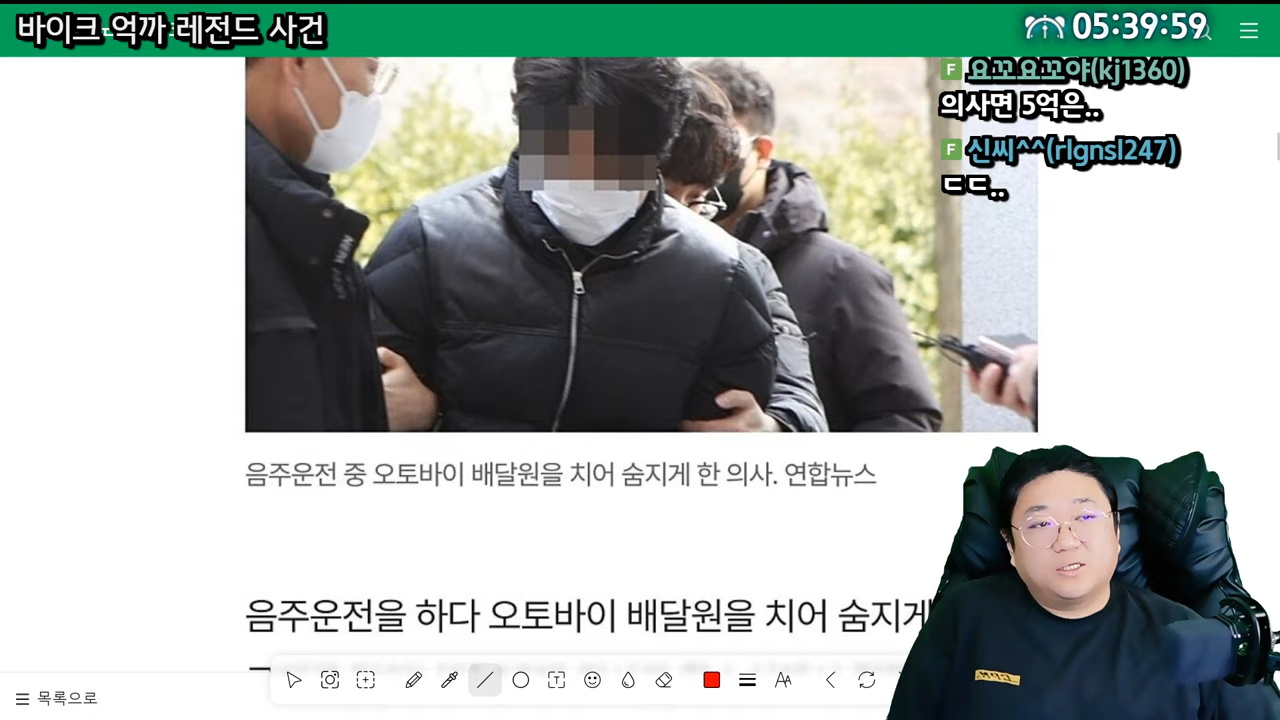 바이크 억까 레전드 사건
05:39:59
F 요꼬요꼬야(kj1360)
의사면 5억은..
F 신씨^^(rlgnsl247)
ㄷㄷ..
음주운전 중 오토바이 배달원을 치어 숨지게 한 의사. 연합뉴스
음주운전을 하다 오토바이 배달원을 치어 숨지게
목록으로